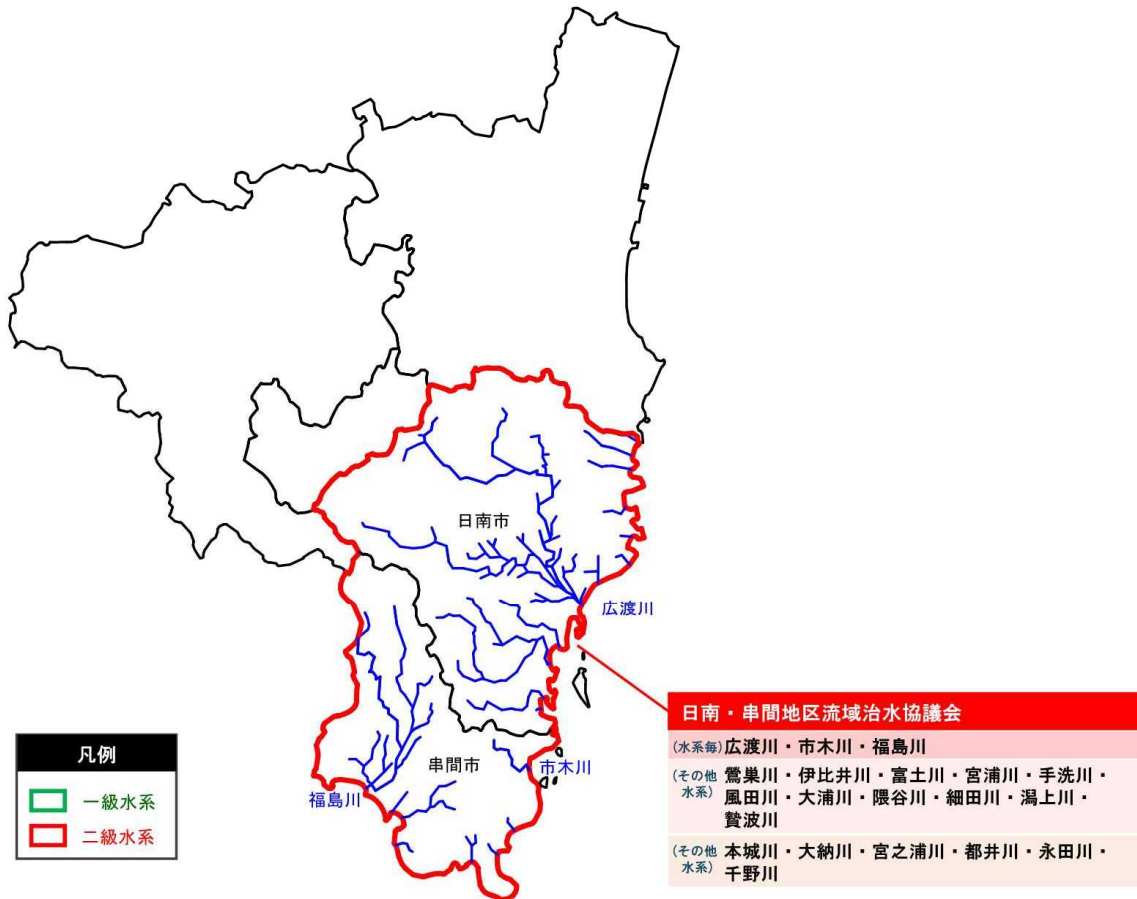 日南市
広渡川
日南・串間地区流域治水協議会
(水系毎) 広渡川・市木川・福島川
(その他水系) 鶯巣川・伊比井川・富土川・宮浦川・手洗川・
風田川・大浦川・隈谷川・細田川・潟上川・
贄波川
(その他水系) 本城川・大納川・宮之浦川・都井川・永田川・
千野川
凡例
一級水系
二級水系
串間市
市木川
福島川